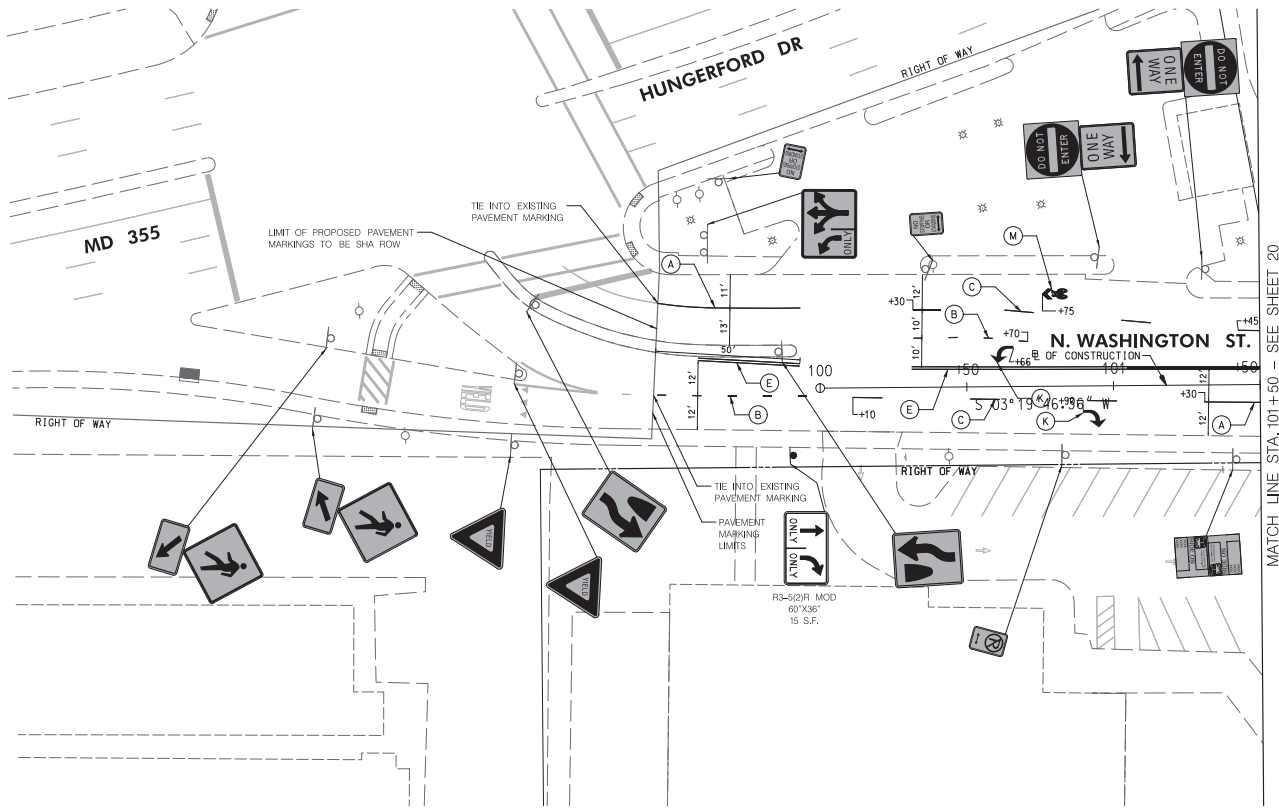 HUNGERFORD DR
RIGHT OF WAY
ONE WAY
DO NOT ENTER
DO NOT ENTER
ONE WAY
NO STOPPING OR STANDING
ONLY
MD 355
TIE INTO EXISTING
PAVEMENT MARKING
LIMIT OF PROPOSED PAVEMENT
MARKINGS TO BE SHA ROW
A
M
C
B
11'
13'
50'
12'
10'
10'
+30
+75
+70
+66
+45
N. WASHINGTON ST.
B OF CONSTRUCTION
100
+50
101
+50
12'
12'
E
B
+10
E
S 03°19'46.36" W
C
K
+90
K
+30
12'
12'
A
RIGHT OF WAY
RIGHT OF WAY
TIE INTO EXISTING
PAVEMENT MARKING
PAVEMENT
MARKING
LIMITS
YIELD
YIELD
ONLY
ONLY
R3-5(2)R MOD
60"X36"
15 S.F.
P
MATCH LINE STA. 101+50 - SEE SHEET 20